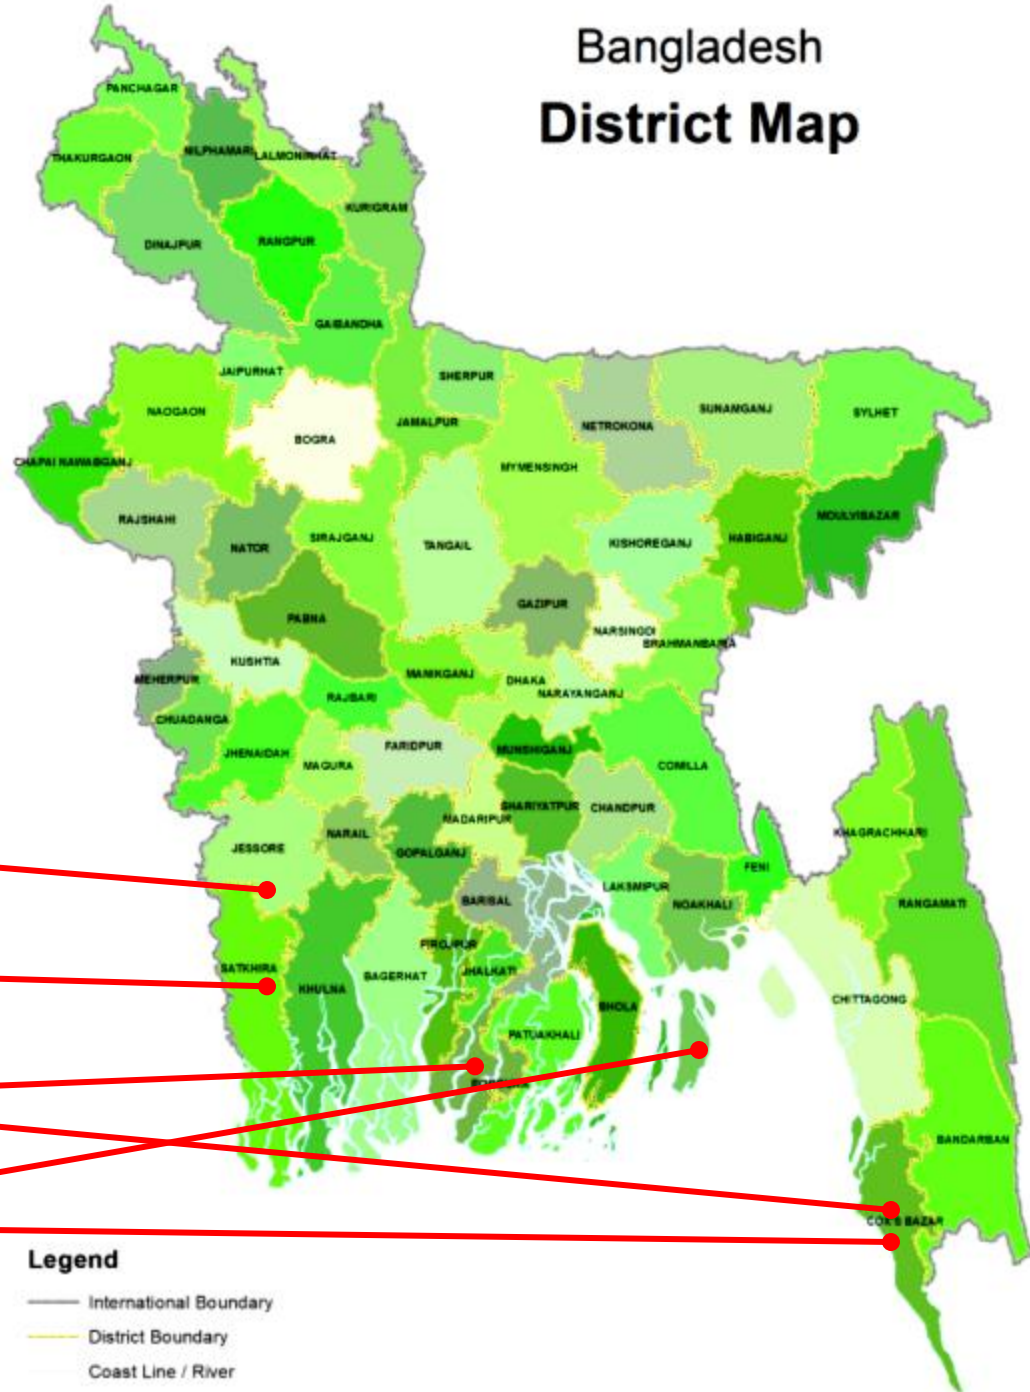 Bangladesh
District Map
PANCHAGAR
THAKURGAON
NILPHAMARI
LALMONIRHAT
KURIGRAM
DINAJPUR
RANGPUR
GAIBANDHA
JAIPURHAT
SHERPUR
NAOGAON
BOGRA
JAMALPUR
NETROKONA
SUNAMGANJ
SYLHET
CHAPAI NAWABGANJ
MYMENSINGH
RAJSHAHI
NATOR
SIRAJGANJ
TANGAIL
KISHOREGANJ
HABIGANJ
MOULVIBAZAR
PABNA
GAZIPUR
NARSINGDI
BRAHMANBARIA
KUSHTIA
MEHERPUR
MANIKGANJ
DHAKA
NARAYANGANJ
RAJBARI
CHUADANGA
JHENAIDAH
MAGURA
FARIDPUR
MUNSHIGANJ
COMILLA
SHARIYATPUR
CHANDPUR
MADARIPUR
NARAIL
JESSORE
GOPALGANJ
KHAGRACHHARI
FENI
LAKSMIPUR
NOAKHALI
RANGAMATI
BARISAL
PIROJPUR
JHALKATI
SATKHIRA
KHULNA
BAGERHAT
BHOLA
CHITTAGONG
PATUAKHALI
BANDARBAN
COX'S BAZAR
Legend
International Boundary
District Boundary
Coast Line / River